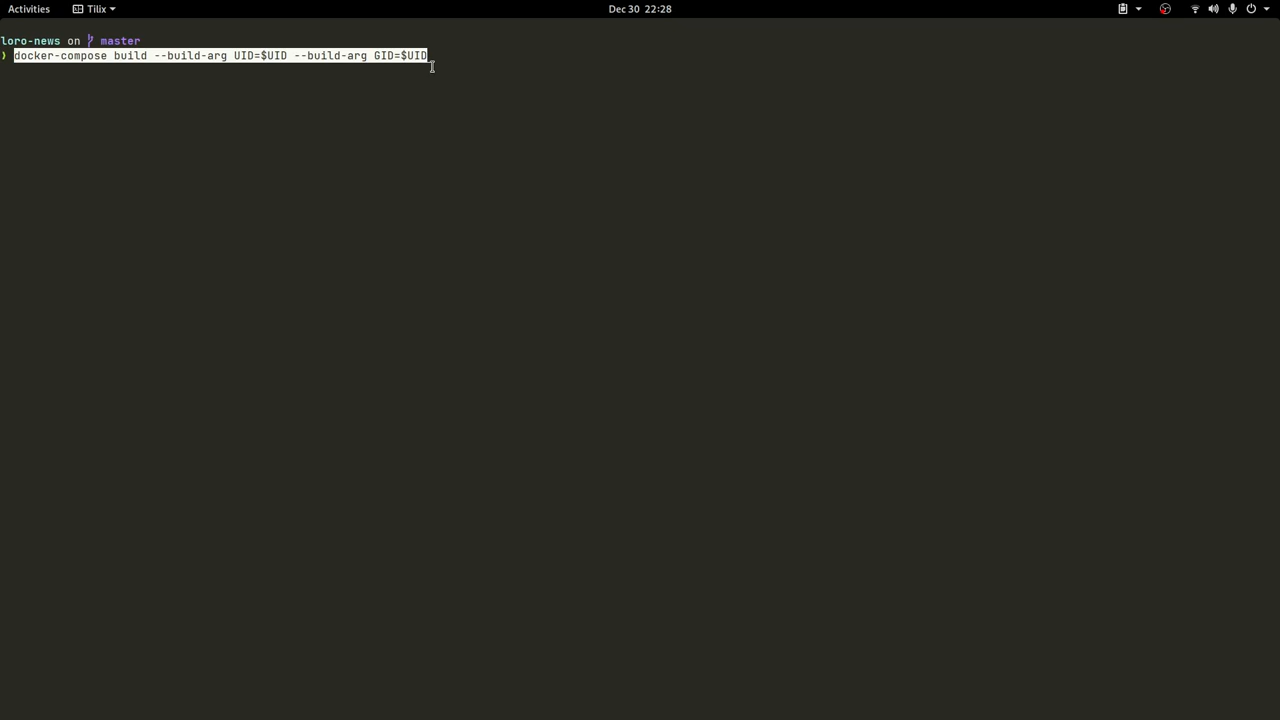 Activities Tilix Dec 30 22:28
loro-news on master
❯ docker-compose build --build-arg UID=$UID --build-arg GID=$UID